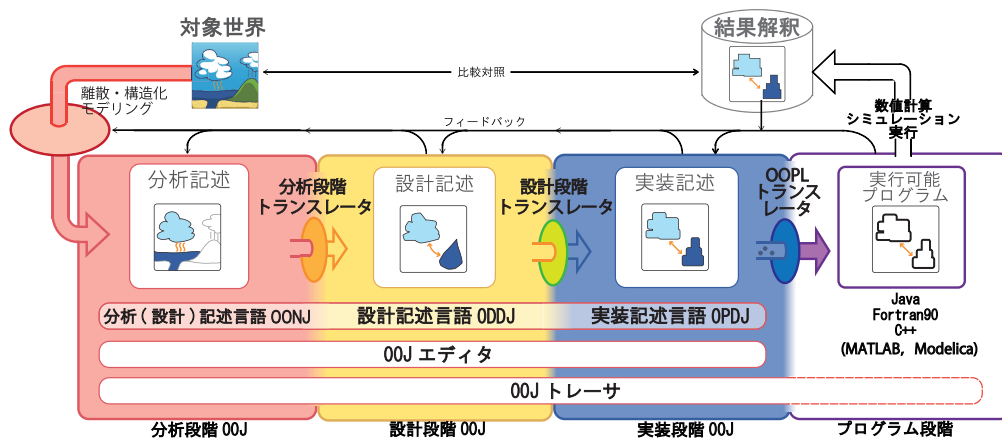 対象世界
結果解釈
比較対照
離散・構造化
モデリング
数値計算
シミュレーション
実行
フィードバック
分析記述
分析段階
トランスレータ
設計記述
設計段階
トランスレータ
実装記述
OOPL
トランス
レータ
実行可能
プログラム
分析(設計)記述言語 OONJ
設計記述言語 ODDJ
実装記述言語 OPDJ
Java
Fortran90
C++
(MATLAB, Modelica)
OOJ エディタ
OOJ トレーサ
分析段階 OOJ
設計段階 OOJ
実装段階 OOJ
プログラム段階